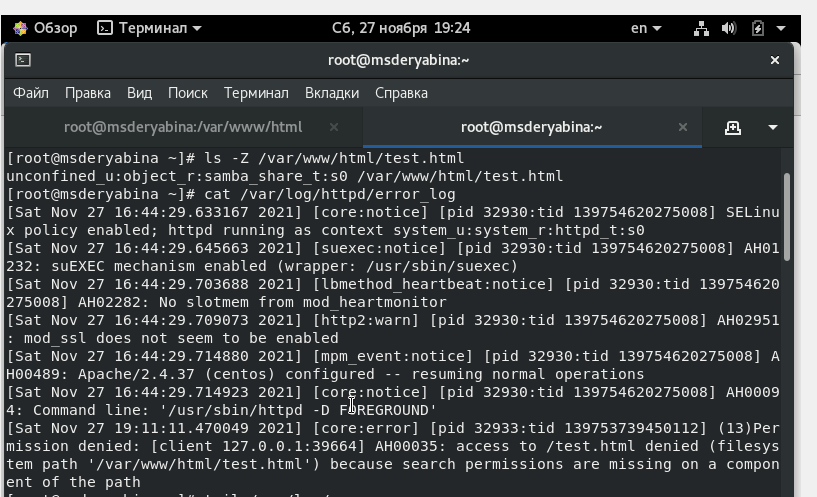 Обзор Терминал Сб, 27 ноября 19:24 en
root@msderyabina:~
Файл Правка Вид Поиск Терминал Вкладки Справка
root@msderyabina:/var/www/html × root@msderyabina:~ ×
[root@msderyabina ~]# ls -Z /var/www/html/test.html
unconfined_u:object_r:samba_share_t:s0 /var/www/html/test.html
[root@msderyabina ~]# cat /var/log/httpd/error_log
[Sat Nov 27 16:44:29.633167 2021] [core:notice] [pid 32930:tid 139754620275008] SELinu
x policy enabled; httpd running as context system_u:system_r:httpd_t:s0
[Sat Nov 27 16:44:29.645663 2021] [suexec:notice] [pid 32930:tid 139754620275008] AH01
232: suEXEC mechanism enabled (wrapper: /usr/sbin/suexec)
[Sat Nov 27 16:44:29.703688 2021] [lbmethod_heartbeat:notice] [pid 32930:tid 139754620
275008] AH02282: No slotmem from mod_heartmonitor
[Sat Nov 27 16:44:29.709073 2021] [http2:warn] [pid 32930:tid 139754620275008] AH02951
: mod_ssl does not seem to be enabled
[Sat Nov 27 16:44:29.714880 2021] [mpm_event:notice] [pid 32930:tid 139754620275008] A
H00489: Apache/2.4.37 (centos) configured -- resuming normal operations
[Sat Nov 27 16:44:29.714923 2021] [core:notice] [pid 32930:tid 139754620275008] AH0009
4: Command line: '/usr/sbin/httpd -D FOREGROUND'
[Sat Nov 27 19:11:11.470049 2021] [core:error] [pid 32933:tid 139753739450112] (13)Per
mission denied: [client 127.0.0.1:39664] AH00035: access to /test.html denied (filesys
tem path '/var/www/html/test.html') because search permissions are missing on a compon
ent of the path